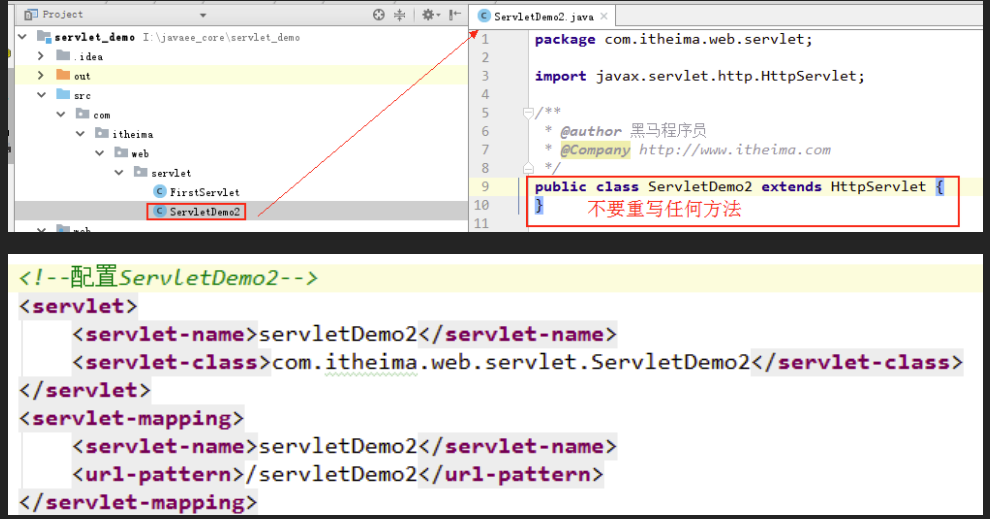 Project
servlet_demo I:\javaee_core\servlet_demo
.idea
out
src
com
itheima
web
servlet
FirstServlet
ServletDemo2
web
ServletDemo2.java ×
1 package com.itheima.web.servlet;
2
3 import javax.servlet.http.HttpServlet;
4
5 /**
6 * @author 黑马程序员
7 * @Company http://www.itheima.com
8 */
9 public class ServletDemo2 extends HttpServlet {
10 } 不要重写任何方法
11
<!--配置ServletDemo2-->
<servlet>
<servlet-name>servletDemo2</servlet-name>
<servlet-class>com.itheima.web.servlet.ServletDemo2</servlet-class>
</servlet>
<servlet-mapping>
<servlet-name>servletDemo2</servlet-name>
<url-pattern>/servletDemo2</url-pattern>
</servlet-mapping>